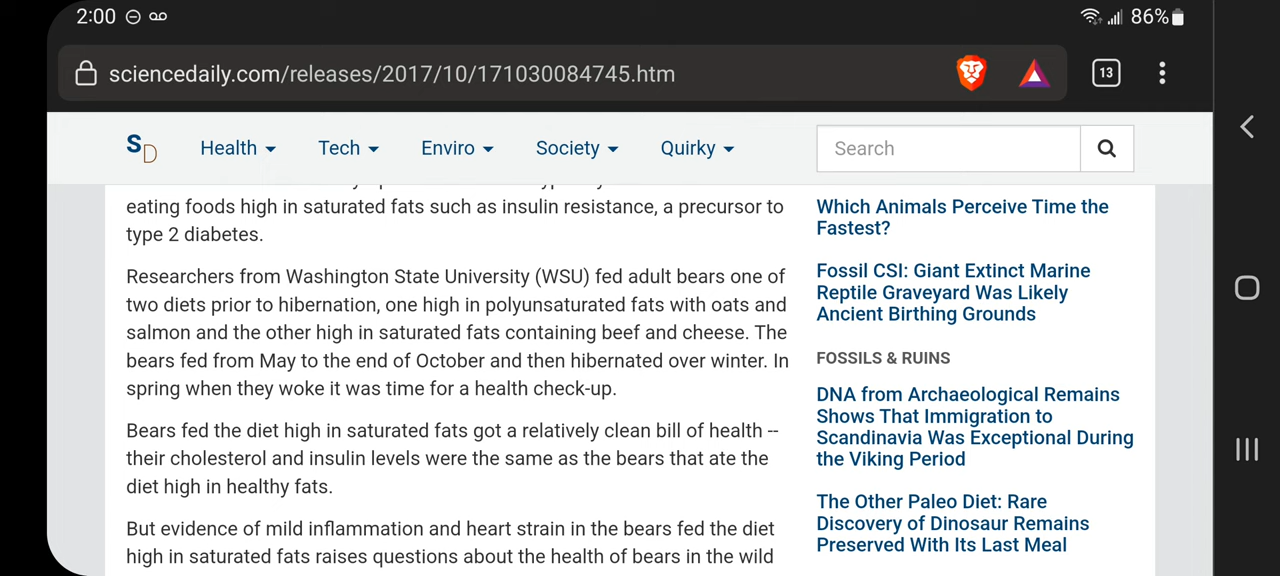 2:00
86%
sciencedaily.com/releases/2017/10/171030084745.htm
13
SD
Health
Tech
Enviro
Society
Quirky
Search
eating foods high in saturated fats such as insulin resistance, a precursor to
type 2 diabetes.
Researchers from Washington State University (WSU) fed adult bears one of
two diets prior to hibernation, one high in polyunsaturated fats with oats and
salmon and the other high in saturated fats containing beef and cheese. The
bears fed from May to the end of October and then hibernated over winter. In
spring when they woke it was time for a health check-up.
Bears fed the diet high in saturated fats got a relatively clean bill of health --
their cholesterol and insulin levels were the same as the bears that ate the
diet high in healthy fats.
But evidence of mild inflammation and heart strain in the bears fed the diet
high in saturated fats raises questions about the health of bears in the wild
Which Animals Perceive Time the
Fastest?
Fossil CSI: Giant Extinct Marine
Reptile Graveyard Was Likely
Ancient Birthing Grounds
FOSSILS & RUINS
DNA from Archaeological Remains
Shows That Immigration to
Scandinavia Was Exceptional During
the Viking Period
The Other Paleo Diet: Rare
Discovery of Dinosaur Remains
Preserved With Its Last Meal